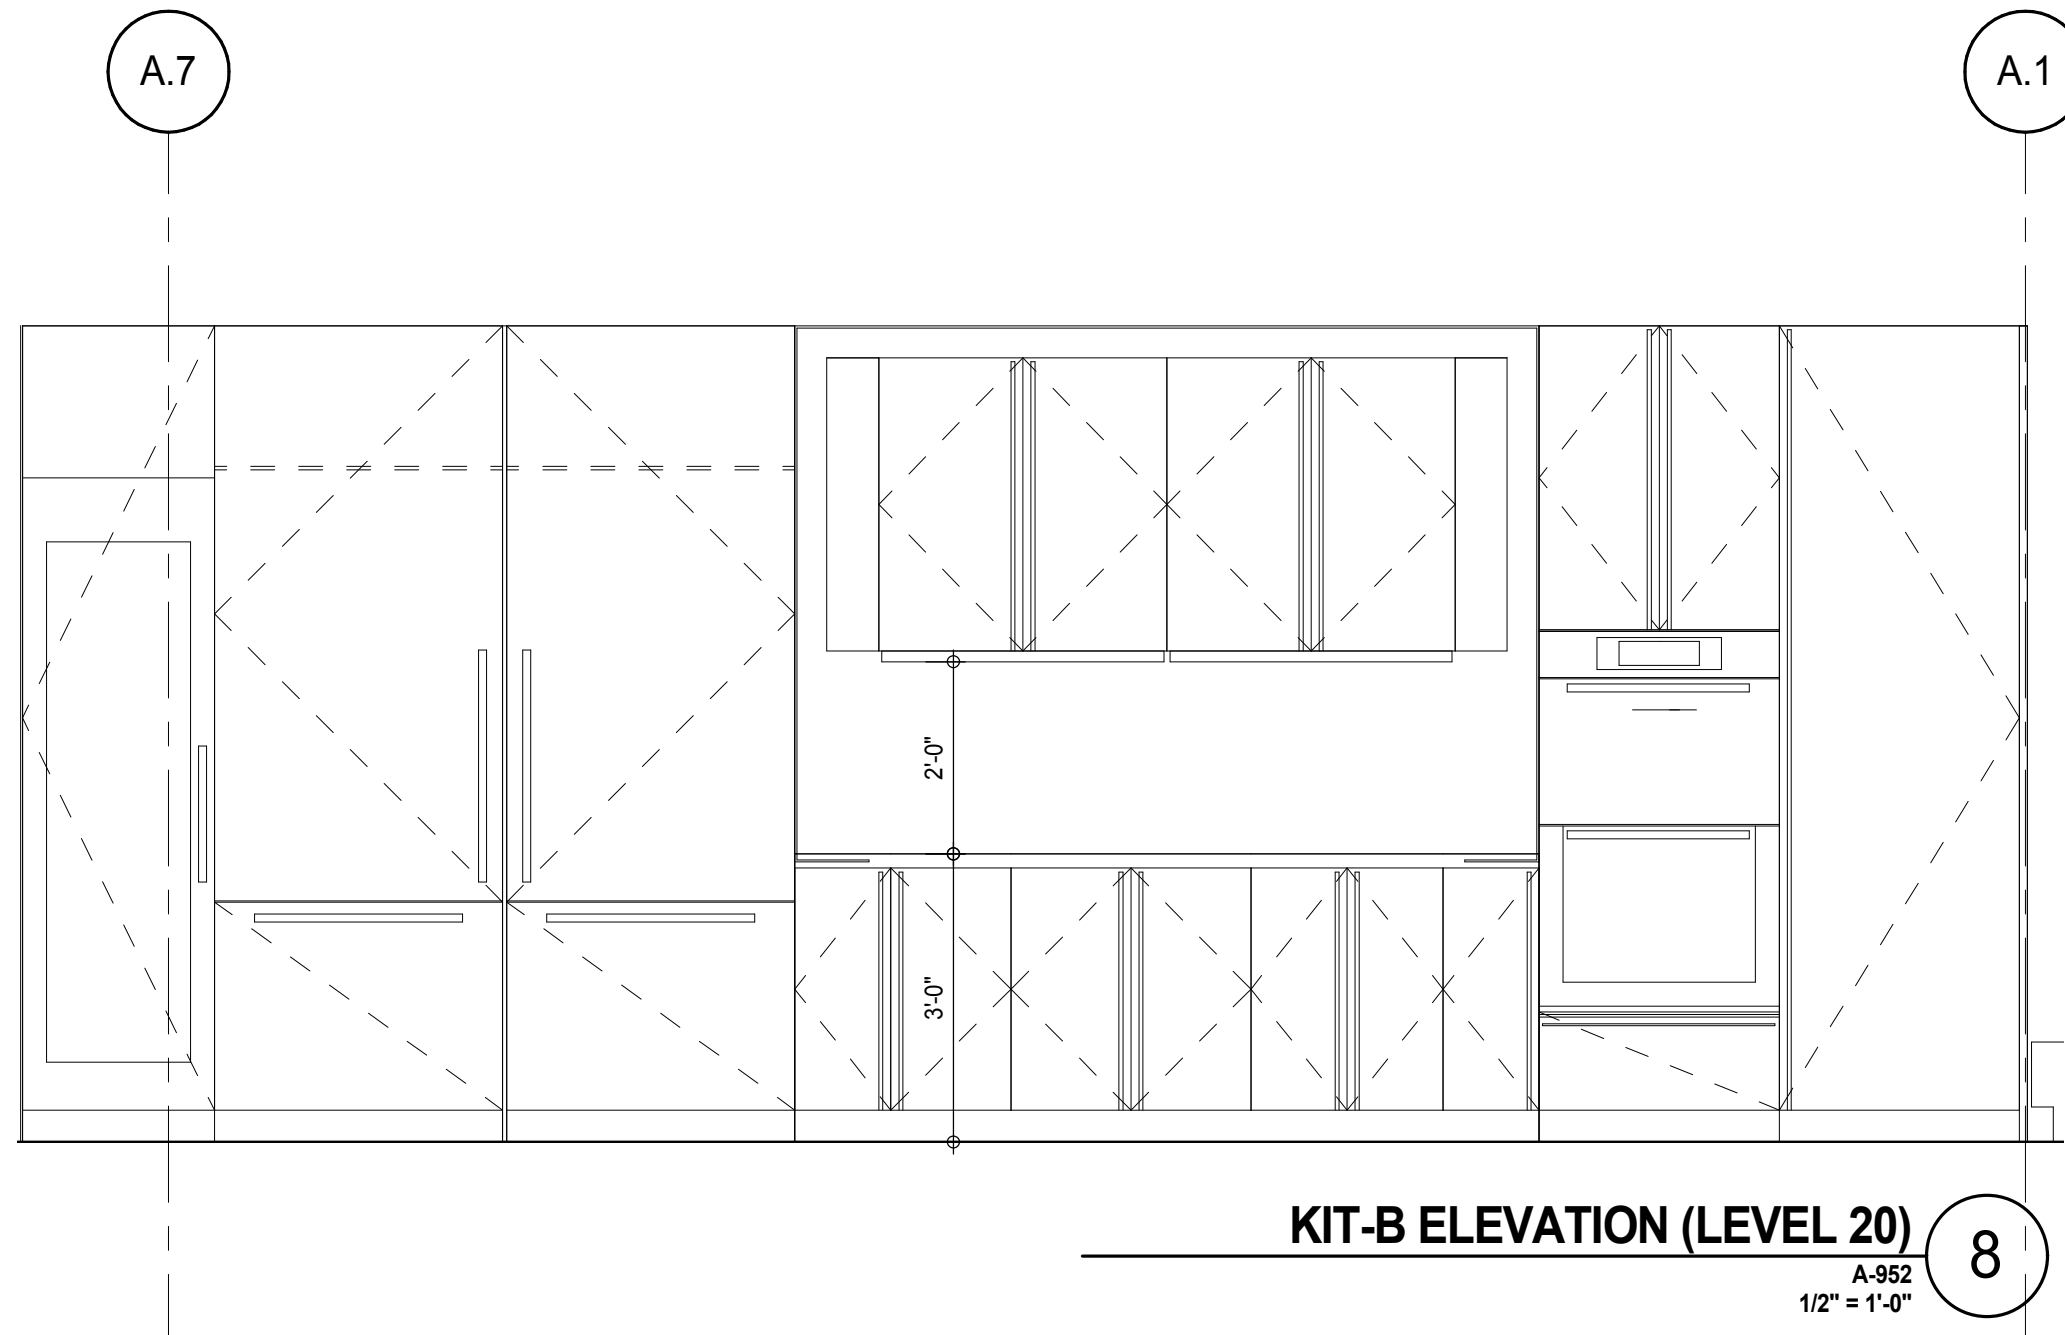 A.7
A.1
2'-0"
3'-0"
KIT-B ELEVATION (LEVEL 20)
8
A-952
1/2" = 1'-0"